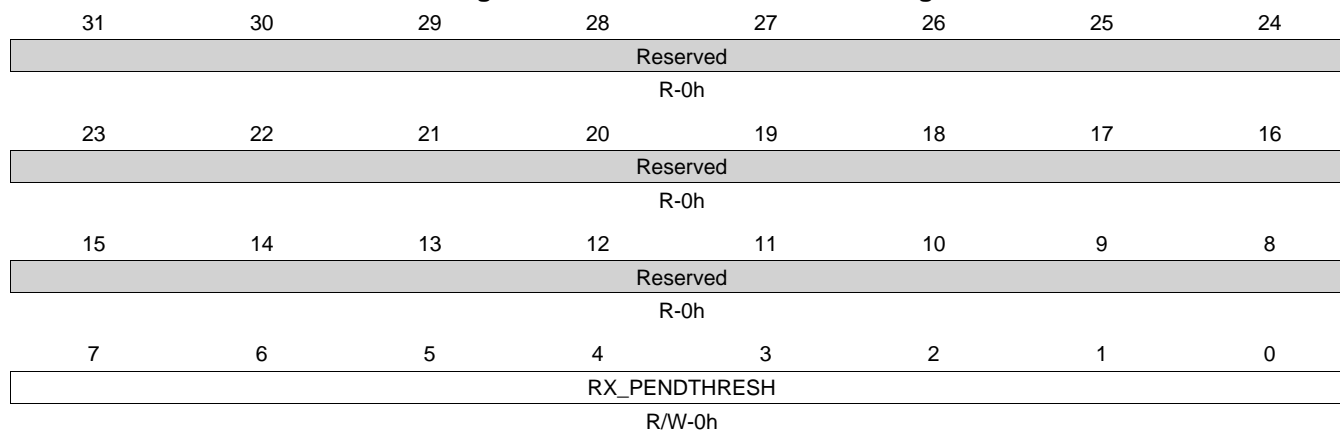 31 30 29 28 27 26 25 24
Reserved
R-0h
23 22 21 20 19 18 17 16
Reserved
R-0h
15 14 13 12 11 10 9 8
Reserved
R-0h
7 6 5 4 3 2 1 0
RX_PENDTHRESH
R/W-0h